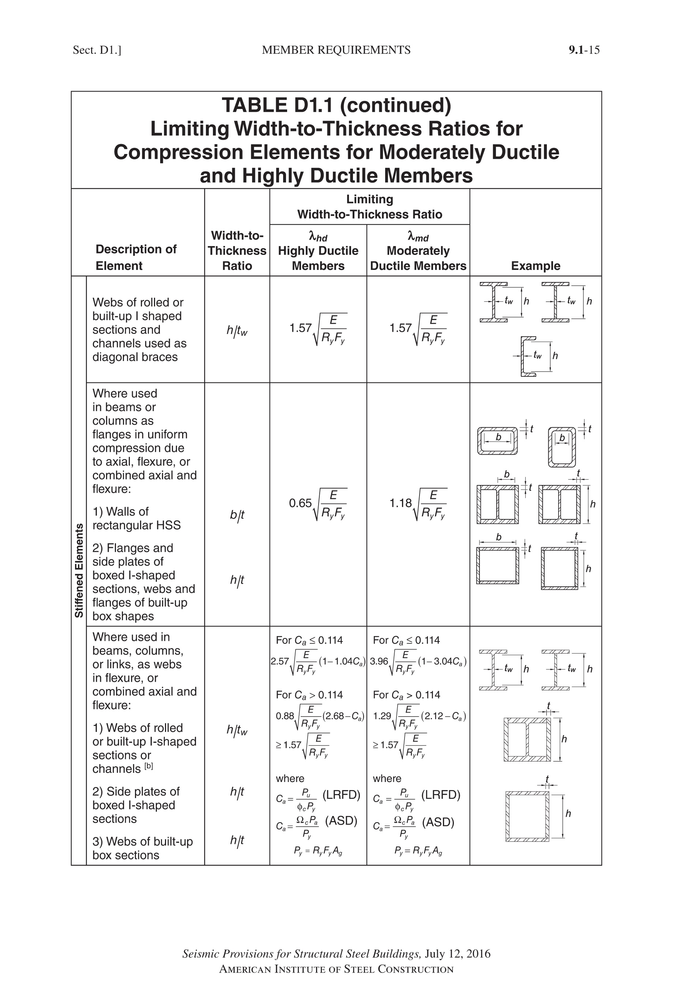 Sect. D1.] MEMBER REQUIREMENTS 9.1-15
TABLE D1.1 (continued)
Limiting Width-to-Thickness Ratios for
Compression Elements for Moderately Ductile
and Highly Ductile Members
Description of
Element
Width-to-
Thickness
Ratio
Limiting
Width-to-Thickness Ratio
λhd
Highly Ductile
Members
λmd
Moderately
Ductile Members
Example
Stiffened Elements
Webs of rolled or
built-up I shaped
sections and
channels used as
diagonal braces
h/tw
1.57√(E/RyFy)
1.57√(E/RyFy)
tw h tw h
tw h
Where used
in beams or
columns as
flanges in uniform
compression due
to axial, flexure, or
combined axial and
flexure:
1) Walls of
rectangular HSS
2) Flanges and
side plates of
boxed I-shaped
sections, webs and
flanges of built-up
box shapes
b/t
h/t
0.65√(E/RyFy)
1.18√(E/RyFy)
b t b t
b t t h
b t t h
Where used in
beams, columns,
or links, as webs
in flexure, or
combined axial and
flexure:
1) Webs of rolled
or built-up I-shaped
sections or
channels [b]
2) Side plates of
boxed I-shaped
sections
3) Webs of built-up
box sections
h/tw
h/t
h/t
For Ca ≤ 0.114
2.57√(E/RyFy)(1–1.04Ca)
For Ca > 0.114
0.88√(E/RyFy)(2.68–Ca)
≥ 1.57√(E/RyFy)
where
Ca = Pu/ϕcPy (LRFD)
Ca = ΩcPa/Py (ASD)
Py = RyFyAg
For Ca ≤ 0.114
3.96√(E/RyFy)(1–3.04Ca)
For Ca > 0.114
1.29√(E/RyFy)(2.12–Ca)
≥ 1.57√(E/RyFy)
where
Ca = Pu/ϕcPy (LRFD)
Ca = ΩcPa/Py (ASD)
Py = RyFyAg
tw h tw h
t h
t h
Seismic Provisions for Structural Steel Buildings, July 12, 2016
AMERICAN INSTITUTE OF STEEL CONSTRUCTION